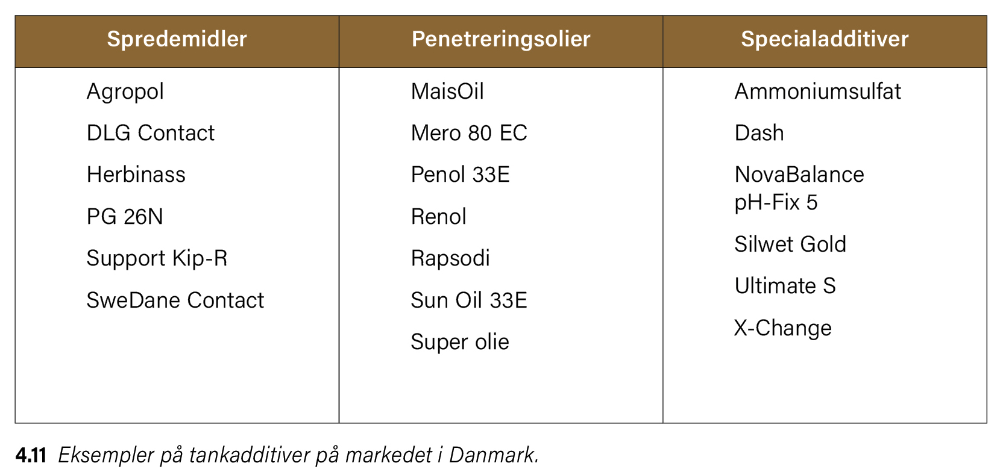 Spredemidler
Penetreringsolier
Specialadditiver
Agropol
DLG Contact
Herbinass
PG 26N
Support Kip-R
SweDane Contact
MaisOil
Mero 80 EC
Penol 33E
Renol
Rapsodi
Sun Oil 33E
Super olie
Ammoniumsulfat
Dash
NovaBalance
pH-Fix 5
Silwet Gold
Ultimate S
X-Change
4.11 Eksempler på tankadditiver på markedet i Danmark.